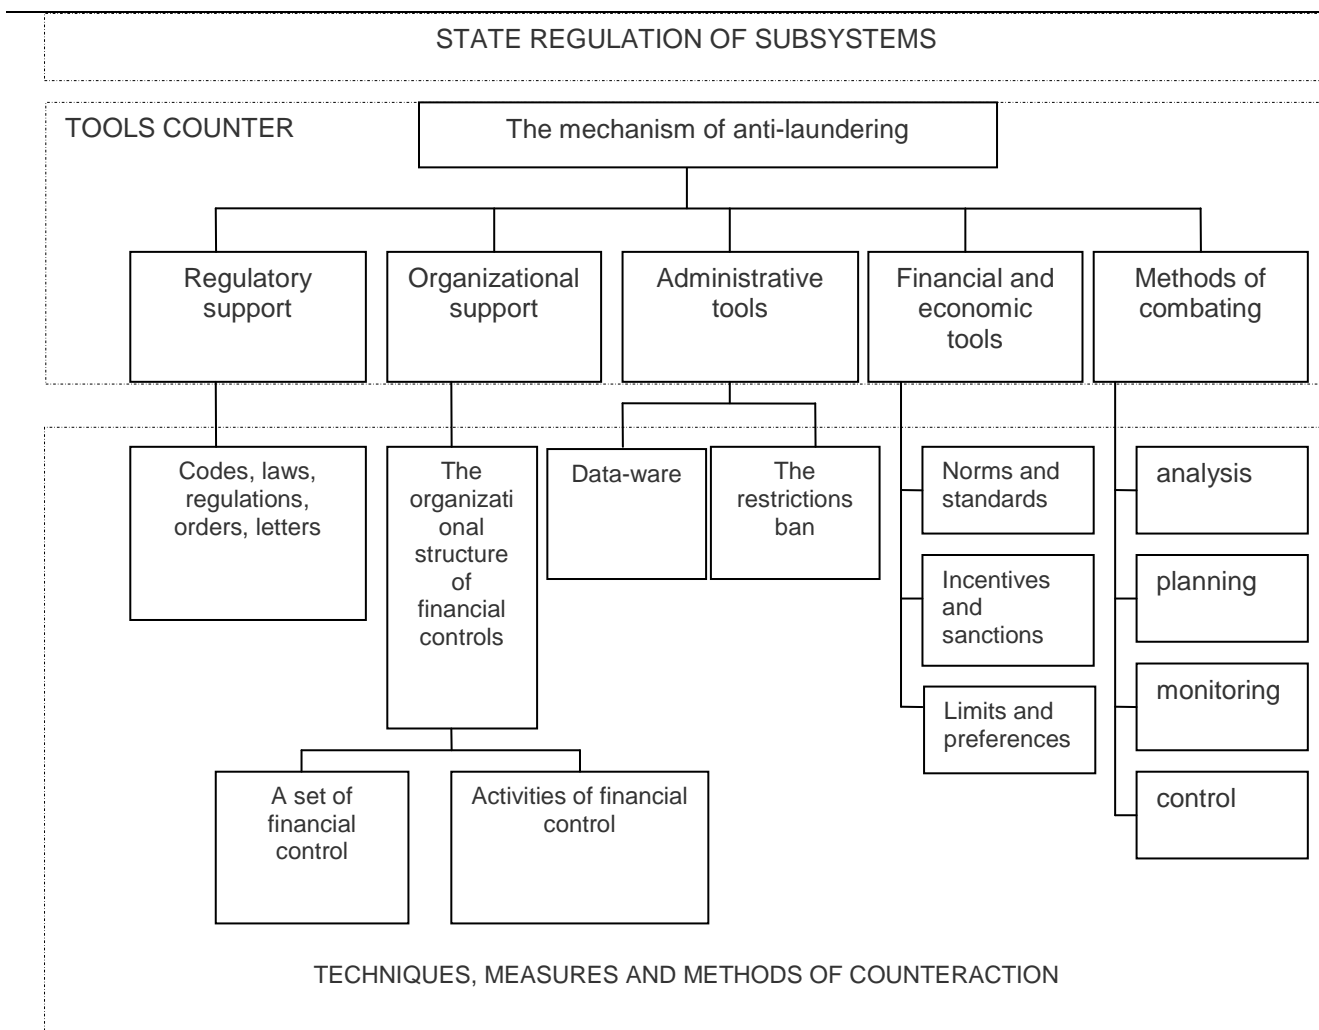 STATE REGULATION OF SUBSYSTEMS
TOOLS COUNTER
The mechanism of anti-laundering
Regulatory
support
Organizational
support
Administrative
tools
Financial and
economic
tools
Methods of
combating
Codes, laws,
regulations,
orders, letters
The
organizati
onal
structure
of
financial
controls
Data-ware
The
restrictions
ban
Norms and
standards
Incentives
and
sanctions
Limits and
preferences
analysis
planning
monitoring
control
A set of
financial
control
Activities of financial
control
TECHNIQUES, MEASURES AND METHODS OF COUNTERACTION